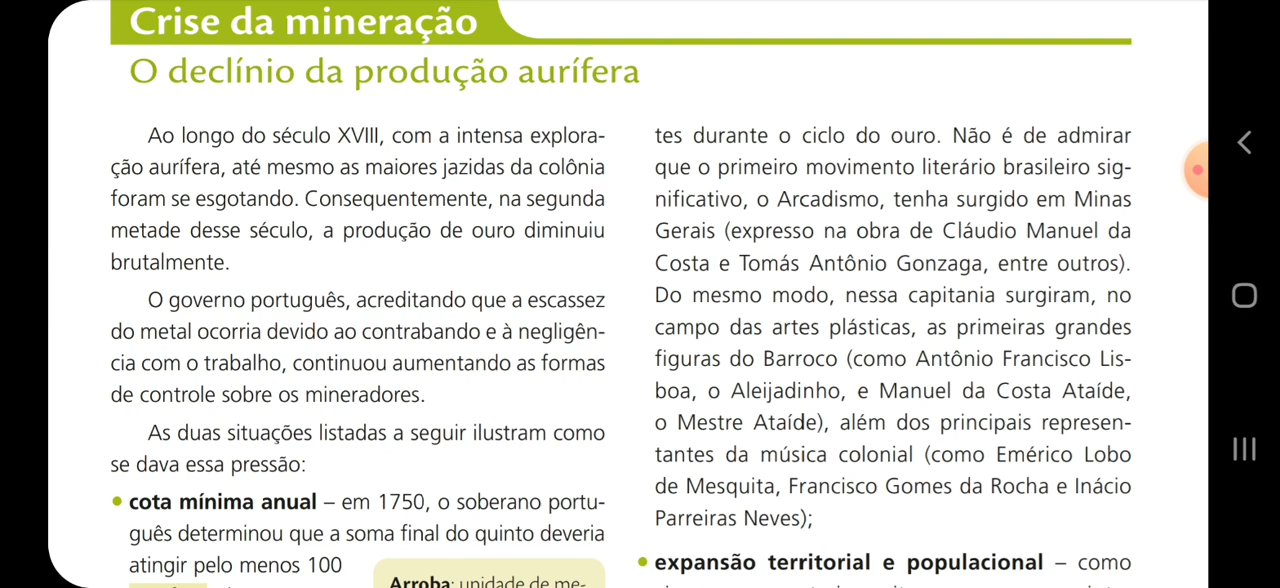 Crise da mineração
O declínio da produção aurífera
Ao longo do século XVIII, com a intensa explora-
ção aurífera, até mesmo as maiores jazidas da colônia
foram se esgotando. Consequentemente, na segunda
metade desse século, a produção de ouro diminuiu
brutalmente.
O governo português, acreditando que a escassez
do metal ocorria devido ao contrabando e à negligên-
cia com o trabalho, continuou aumentando as formas
de controle sobre os mineradores.
As duas situações listadas a seguir ilustram como
se dava essa pressão:
• cota mínima anual – em 1750, o soberano portu-
guês determinou que a soma final do quinto deveria
atingir pelo menos 100
Arroba: unidade de me-
tes durante o ciclo do ouro. Não é de admirar
que o primeiro movimento literário brasileiro sig-
nificativo, o Arcadismo, tenha surgido em Minas
Gerais (expresso na obra de Cláudio Manuel da
Costa e Tomás Antônio Gonzaga, entre outros).
Do mesmo modo, nessa capitania surgiram, no
campo das artes plásticas, as primeiras grandes
figuras do Barroco (como Antônio Francisco Lis-
boa, o Aleijadinho, e Manuel da Costa Ataíde,
o Mestre Ataíde), além dos principais represen-
tantes da música colonial (como Emérico Lobo
de Mesquita, Francisco Gomes da Rocha e Inácio
Parreiras Neves);
• expansão territorial e populacional – como